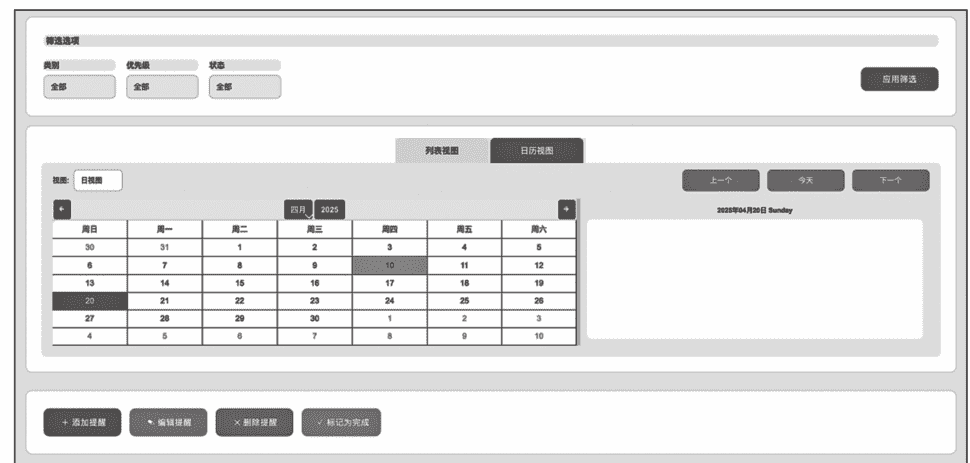 筛选选项
类别 优先级 状态
全部 全部 全部 应用筛选
列表视图 日历视图
视图: 日视图 上一个 今天 下一个
← 四月 2025 → 2025年04月20日 Sunday
周日 周一 周二 周三 周四 周五 周六
30 31 1 2 3 4 5
6 7 8 9 10 11 12
13 14 15 16 17 18 19
20 21 22 23 24 25 26
27 28 29 30 1 2 3
4 5 6 7 8 9 10
+ 添加提醒 ✎ 编辑提醒 × 删除提醒 ✓ 标记为完成